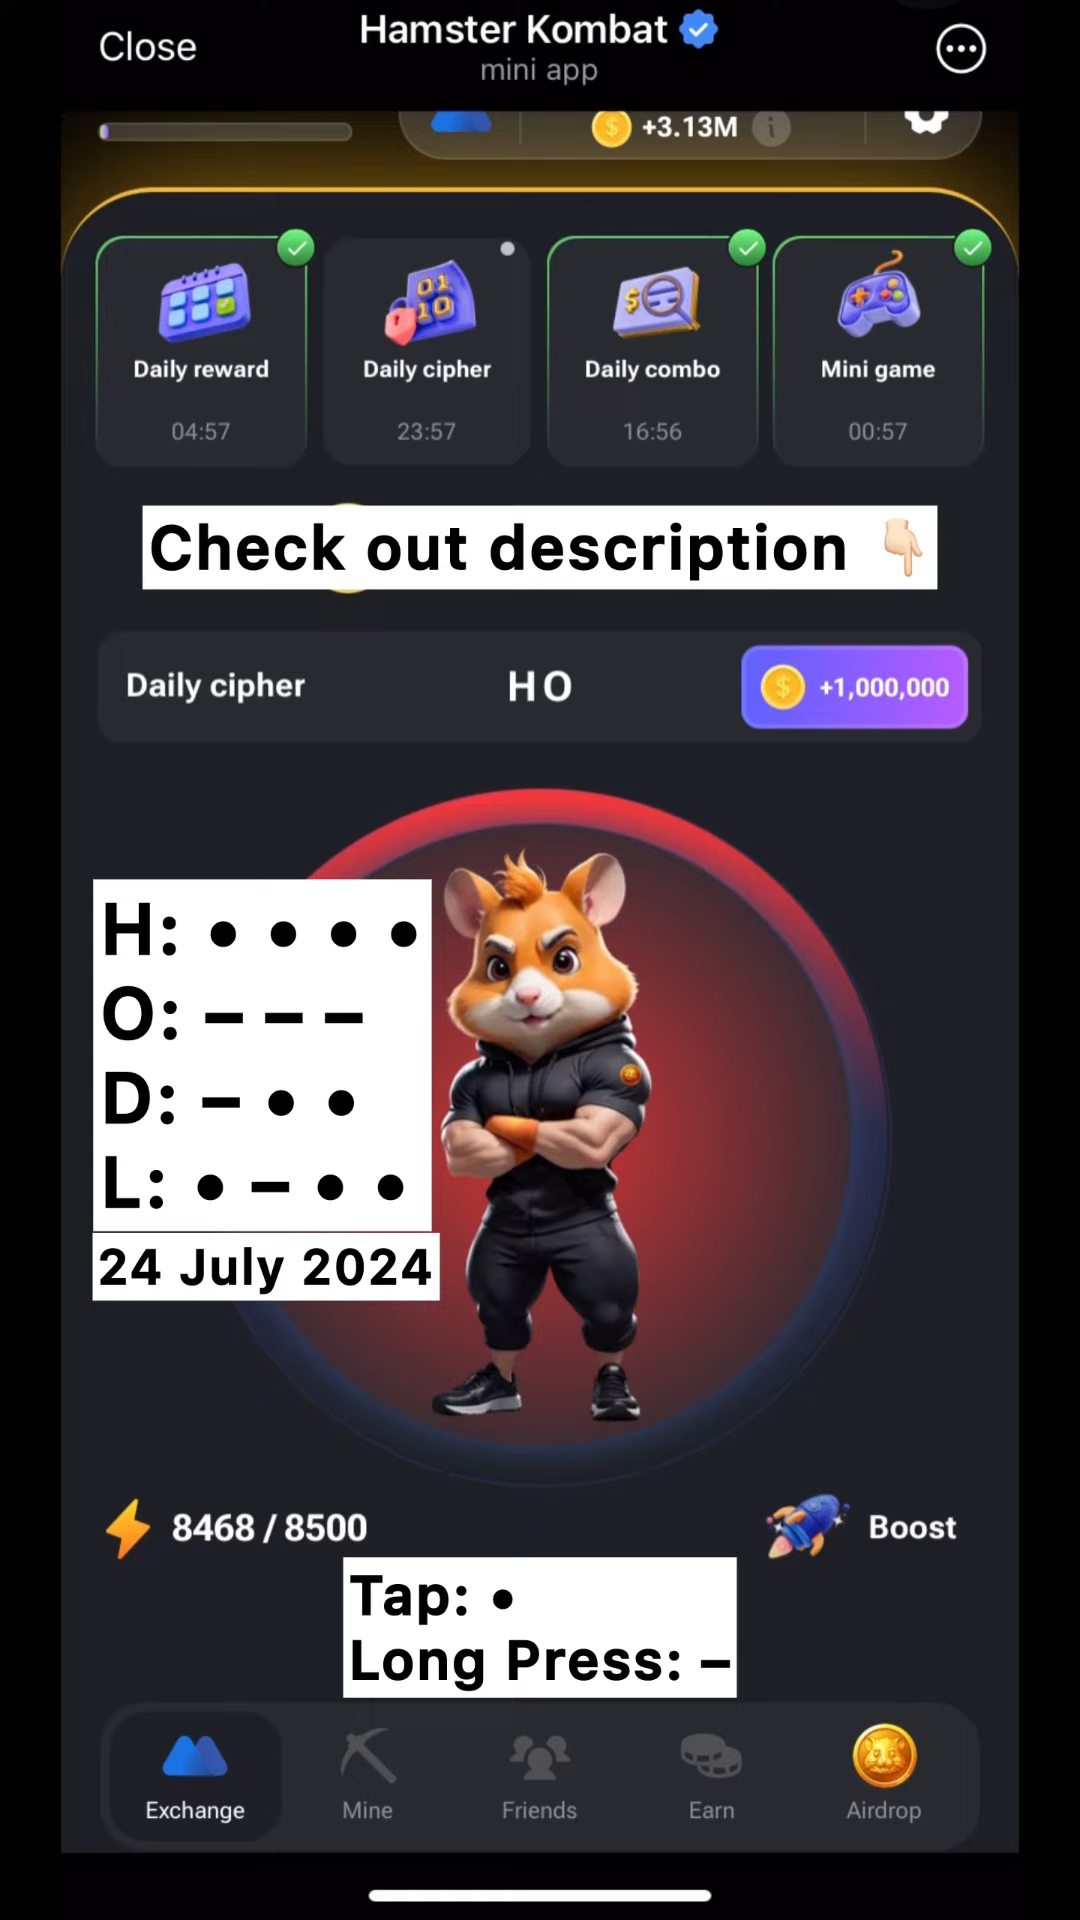 Close
Hamster Kombat
mini app
+3.13M
Daily reward
04:57
Daily cipher
23:57
Daily combo
16:56
Mini game
00:57
Check out description 👇🏻
Daily cipher
HO
+1,000,000
H: • • • •
O: – – –
D: – • •
L: • – • •
24 July 2024
8468 / 8500
Boost
Tap: •
Long Press: –
Exchange
Mine
Friends
Earn
Airdrop